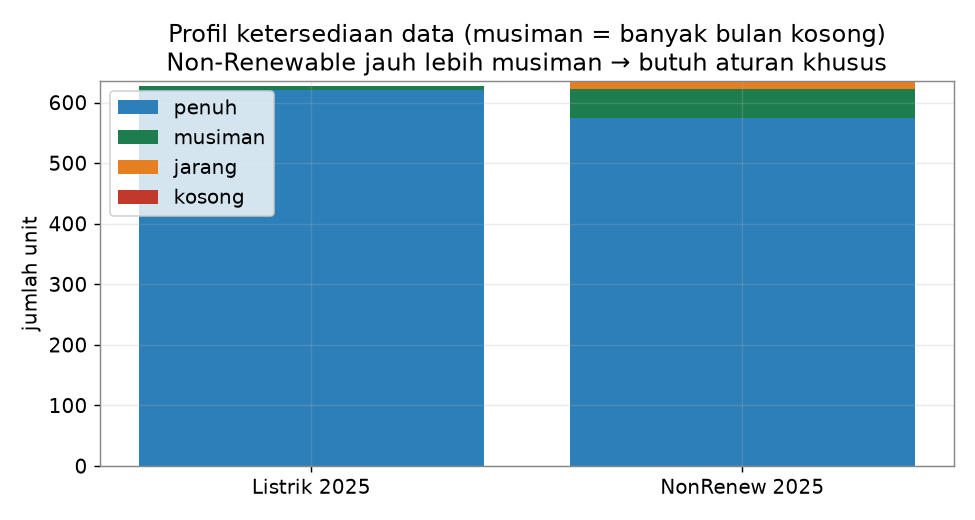 Profil ketersediaan data (musiman = banyak bulan kosong)
Non-Renewable jauh lebih musiman → butuh aturan khusus
penuh
musiman
jarang
kosong
jumlah unit
600
500
400
300
200
100
0
Listrik 2025
NonRenew 2025